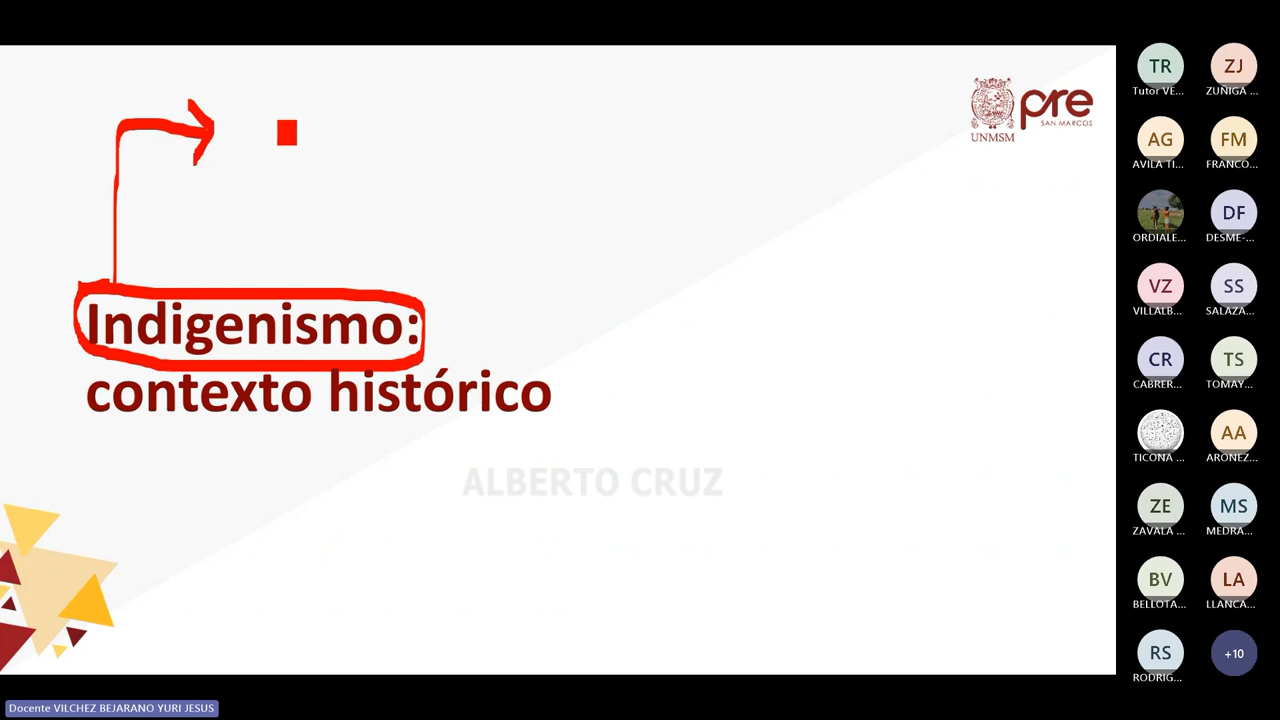 UNMSM
pre
SAN MARCOS
Indigenismo:
contexto histórico
ALBERTO CRUZ
TR
Tutor VE...
ZJ
ZUÑIGA ...
AG
AVILA TI...
FM
FRANCO...
ORDIALE...
DF
DESME-...
VZ
VILLALB...
SS
SALAZA...
CR
CABRER...
TS
TOMAY...
TICONA ...
AA
ARONEZ...
ZE
ZAVALA ...
MS
MEDRA...
BV
BELLOTA...
LA
LLANCA...
RS
RODRIG...
+10
Docente VILCHEZ BEJARANO YURI JESUS